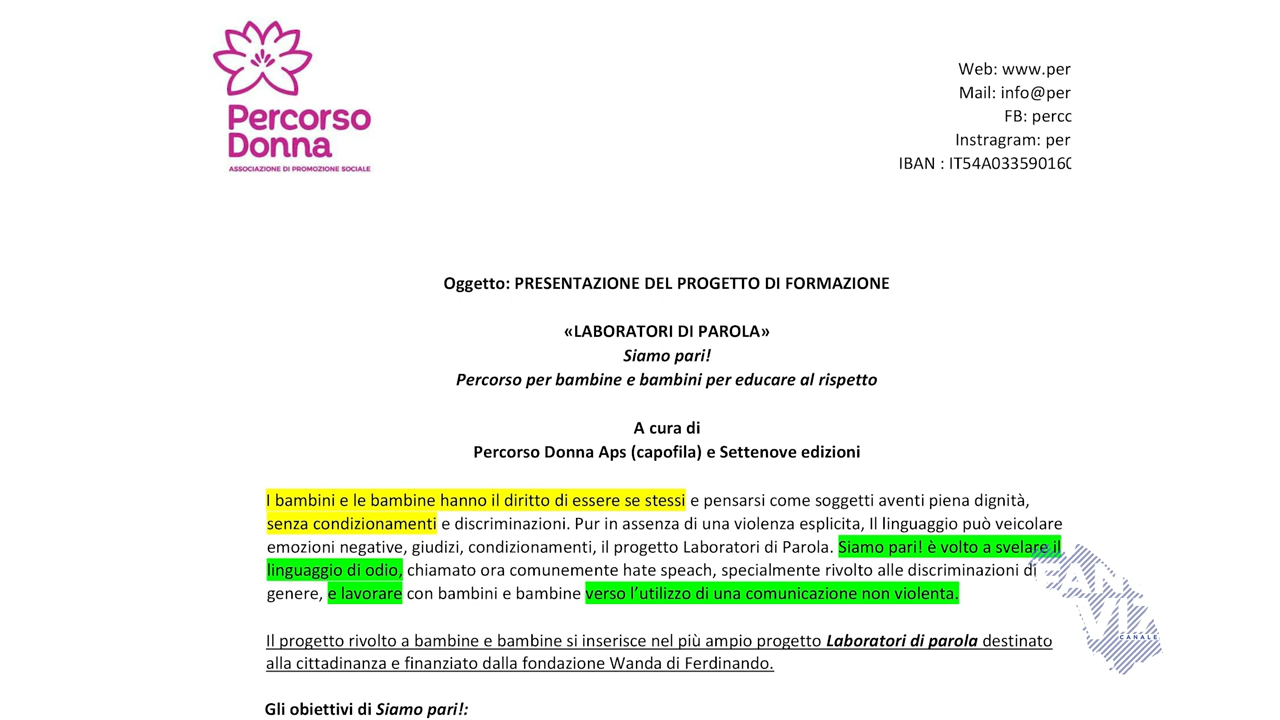 Percorso
Donna
ASSOCIAZIONE DI PROMOZIONE SOCIALE
Web: www.per
Mail: info@per
FB: percc
Instragram: per
IBAN : IT54A033590160
Oggetto: PRESENTAZIONE DEL PROGETTO DI FORMAZIONE
«LABORATORI DI PAROLA»
Siamo pari!
Percorso per bambine e bambini per educare al rispetto
A cura di
Percorso Donna Aps (capofila) e Settenove edizioni
I bambini e le bambine hanno il diritto di essere se stessi e pensarsi come soggetti aventi piena dignità,
senza condizionamenti e discriminazioni. Pur in assenza di una violenza esplicita, Il linguaggio può veicolare
emozioni negative, giudizi, condizionamenti, il progetto Laboratori di Parola. Siamo pari! è volto a svelare il
linguaggio di odio, chiamato ora comunemente hate speach, specialmente rivolto alle discriminazioni di
genere, e lavorare con bambini e bambine verso l’utilizzo di una comunicazione non violenta.
Il progetto rivolto a bambine e bambine si inserisce nel più ampio progetto Laboratori di parola destinato
alla cittadinanza e finanziato dalla fondazione Wanda di Ferdinando.
Gli obiettivi di Siamo pari!:
CANALE